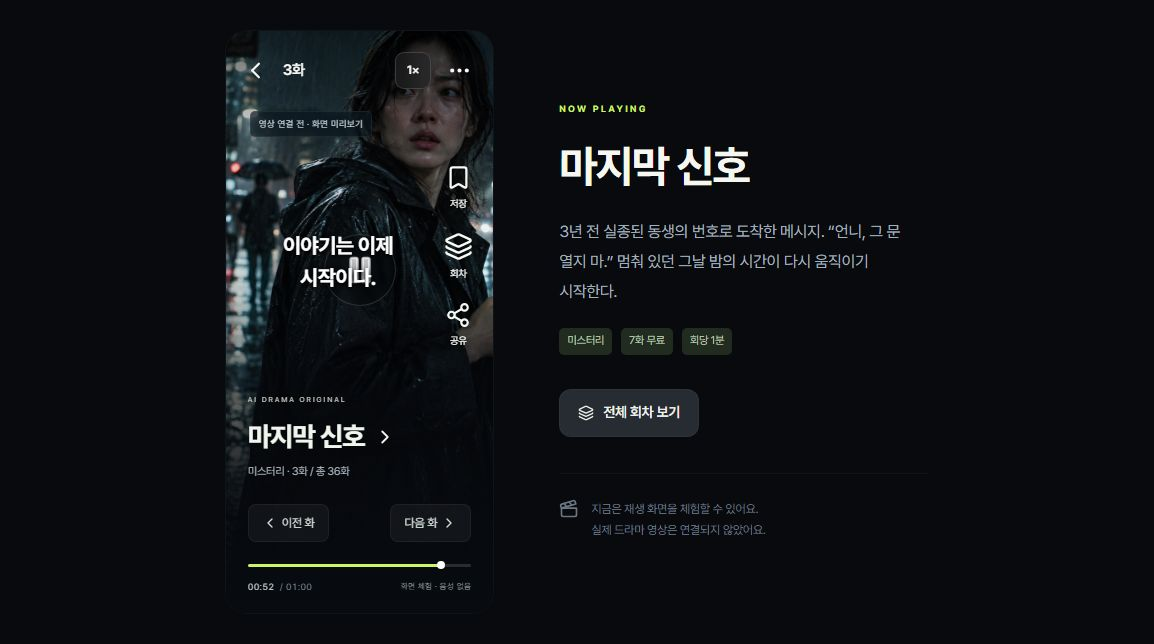 3화
1×
영상 연결 전 · 화면 미리보기
저장
이야기는 이제
시작이다.
회차
공유
AI DRAMA ORIGINAL
마지막 신호
미스터리 · 3화 / 총 36화
이전 화
다음 화
00:52 / 01:00
화면 체험 · 음성 없음
NOW PLAYING
마지막 신호
3년 전 실종된 동생의 번호로 도착한 메시지. “언니, 그 문
열지 마.” 멈춰 있던 그날 밤의 시간이 다시 움직이기
시작한다.
미스터리
7화 무료
회당 1분
전체 회차 보기
지금은 재생 화면을 체험할 수 있어요.
실제 드라마 영상은 연결되지 않았어요.